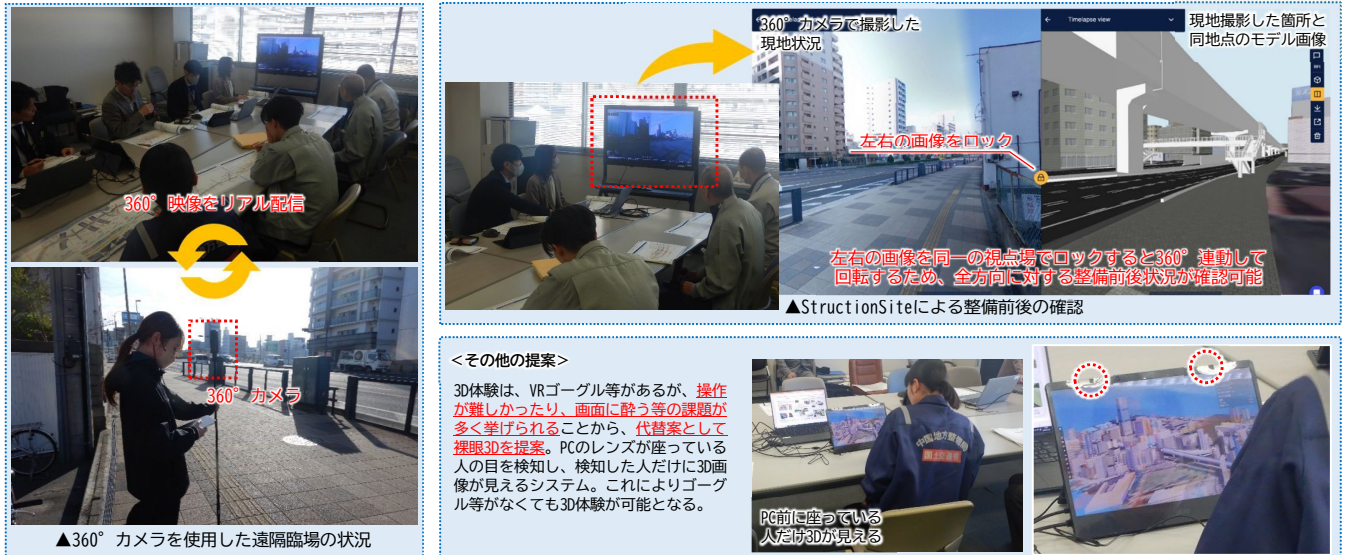 360°映像をリアル配信
360°カメラ
▲360°カメラを使用した遠隔臨場の状況
360°カメラで撮影した
現地状況
Timelapse view
現地撮影した箇所と
同地点のモデル画像
左右の画像をロック
左右の画像を同一の視点場でロックすると360°連動して
回転するため、全方向に対する整備前後状況が確認可能
▲StructionSiteによる整備前後の確認
<その他の提案>
3D体験は、VRゴーグル等があるが、操作
が難しかったり、画面に酔う等の課題が
多く挙げられることから、代替案として
裸眼3Dを提案。PCのレンズが座っている
人の目を検知し、検知した人だけに3D画
像が見えるシステム。これによりゴーグ
ル等がなくても3D体験が可能となる。
中国地方整備局
国土交通省
PC前に座っている
人だけ3Dが見える